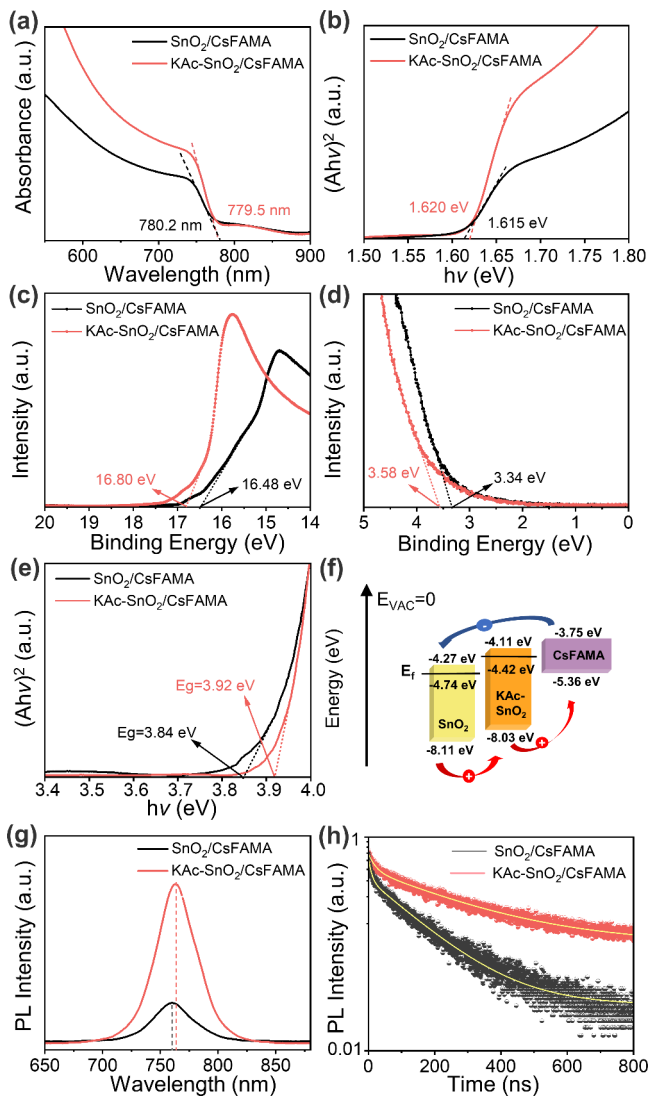 (a)
SnO₂/CsFAMA
KAc-SnO₂/CsFAMA
Absorbance (a.u.)
779.5 nm
780.2 nm
600 700 800 900
Wavelength (nm)
(b)
SnO₂/CsFAMA
KAc-SnO₂/CsFAMA
(Ahv)² (a.u.)
1.620 eV
1.615 eV
1.50 1.55 1.60 1.65 1.70 1.75 1.80
hv (eV)
(c)
SnO₂/CsFAMA
KAc-SnO₂/CsFAMA
Intensity (a.u.)
16.80 eV
16.48 eV
20 19 18 17 16 15 14
Binding Energy (eV)
(d)
SnO₂/CsFAMA
KAc-SnO₂/CsFAMA
Intensity (a.u.)
3.58 eV
3.34 eV
5 4 3 2 1 0
Binding Energy (eV)
(e)
SnO₂/CsFAMA
KAc-SnO₂/CsFAMA
(Ahv)² (a.u.)
Eg=3.92 eV
Eg=3.84 eV
3.4 3.5 3.6 3.7 3.8 3.9 4.0
hv (eV)
(f)
E_VAC=0
Energy (eV)
-4.27 eV
-4.11 eV
-3.75 eV
CsFAMA
E_f
-4.74 eV
-4.42 eV
-5.36 eV
SnO₂
KAc-
SnO₂
-8.11 eV
-8.03 eV
-
+
+
(g)
SnO₂/CsFAMA
KAc-SnO₂/CsFAMA
PL Intensity (a.u.)
650 700 750 800 850
Wavelength (nm)
(h)
SnO₂/CsFAMA
KAc-SnO₂/CsFAMA
PL Intensity (a.u.)
1
0.01
0 200 400 600 800
Time (ns)